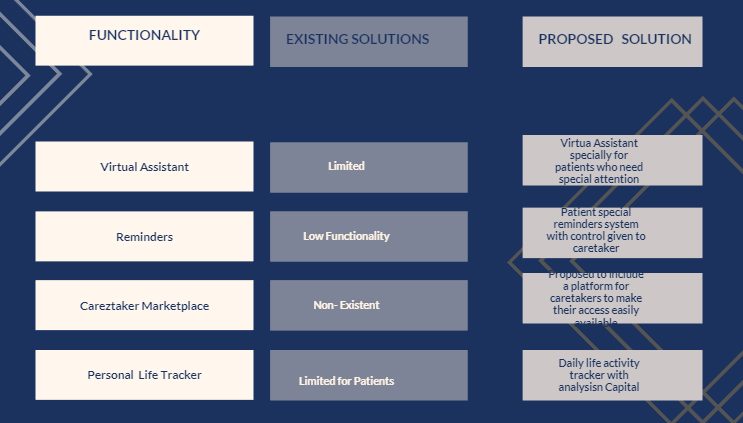 FUNCTIONALITY
EXISTING SOLUTIONS
PROPOSED SOLUTION
Virtual Assistant
Limited
Virtua Assistant
specially for
patients who need
special attention
Reminders
Low Functionality
Patient special
reminders system
with control given to
caretaker
Careztaker Marketplace
Non- Existent
Proposed to include
a platform for
caretakers to make
their access easily
available
Personal Life Tracker
Limited for Patients
Daily life activity
tracker with
analysisn Capital